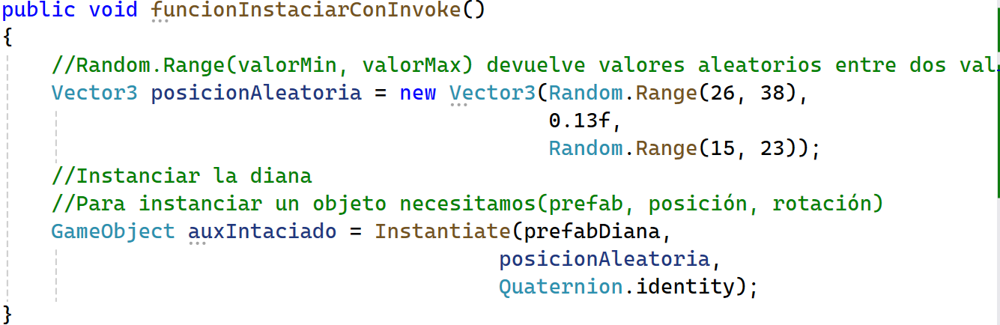 public void funcionInstaciarConInvoke()
{
//Random.Range(valorMin, valorMax) devuelve valores aleatorios entre dos val
Vector3 posicionAleatoria = new Vector3(Random.Range(26, 38),
0.13f,
Random.Range(15, 23));
//Instanciar la diana
//Para instanciar un objeto necesitamos(prefab, posición, rotación)
GameObject auxIntaciado = Instantiate(prefabDiana,
posicionAleatoria,
Quaternion.identity);
}